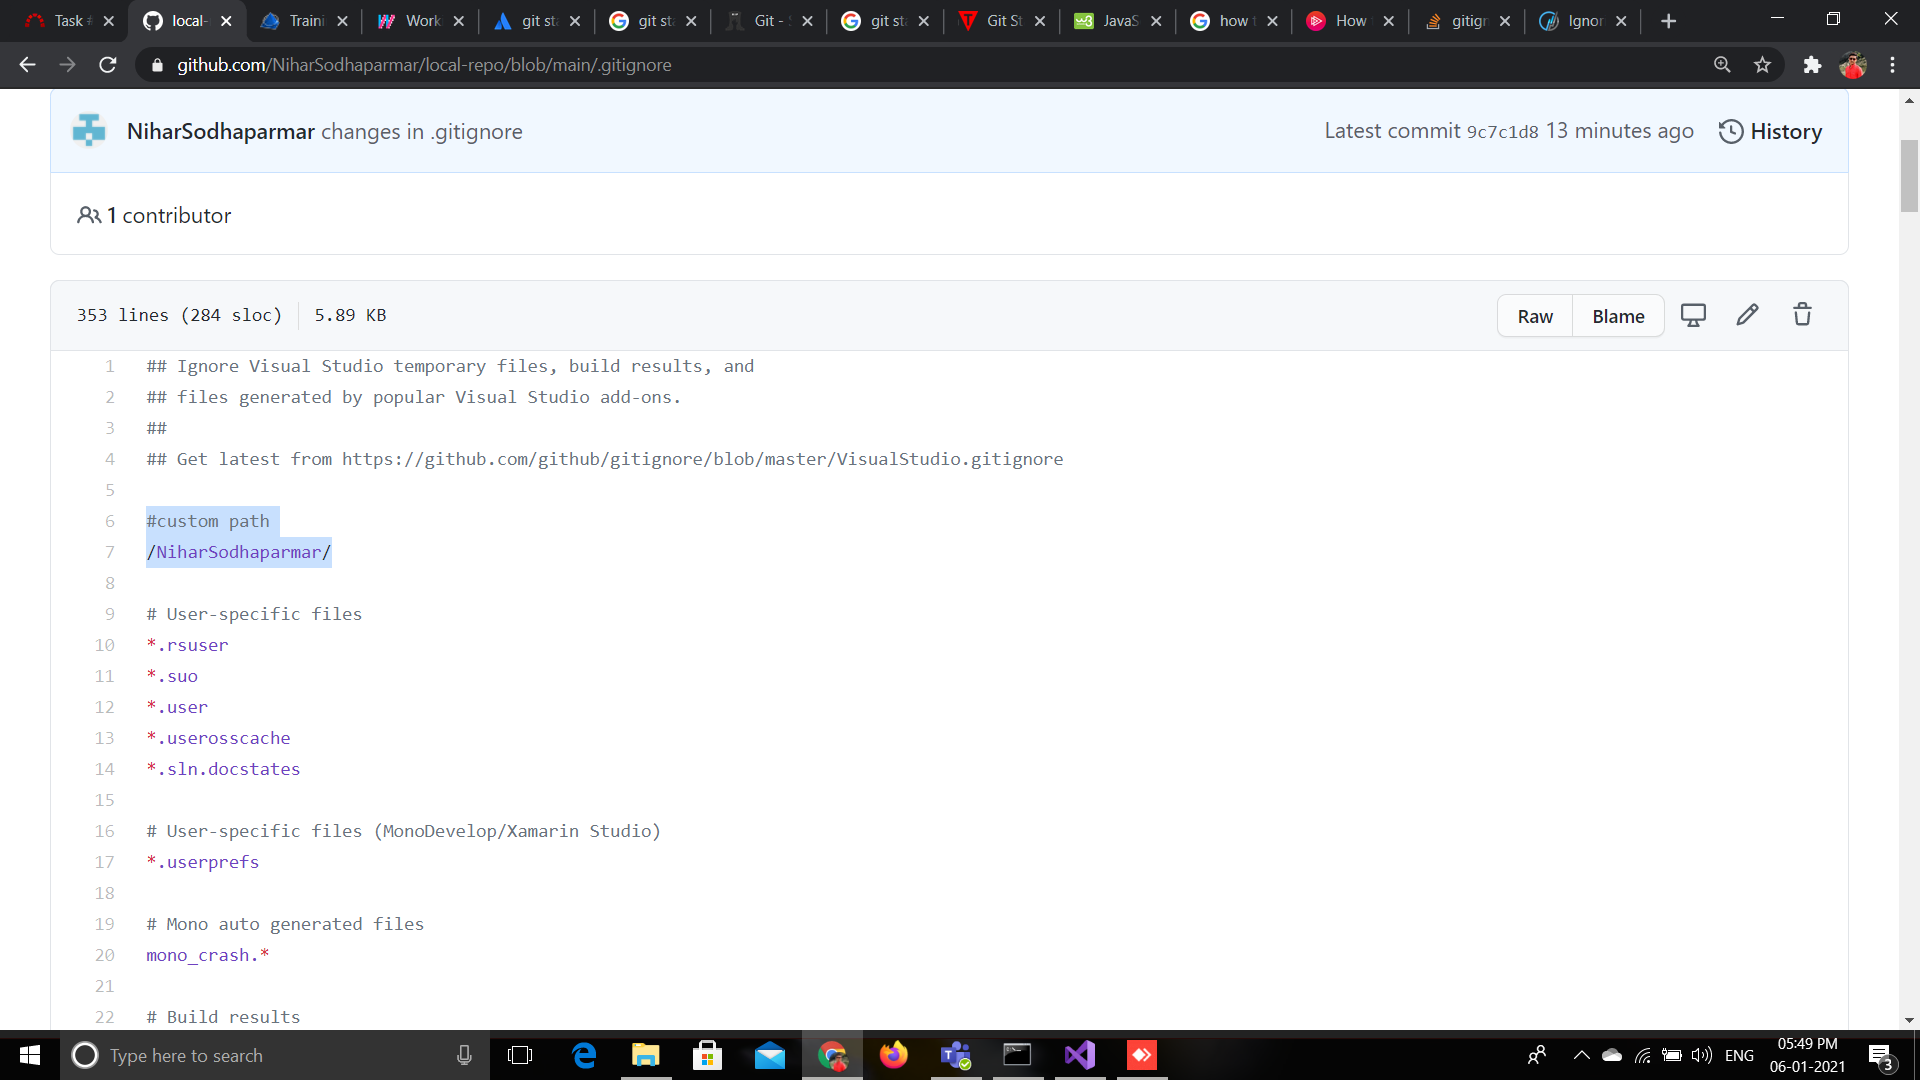 Task #
local-
Traini
Work
git sta
git sta
Git - S
git sta
Git St
JavaS
how t
How
gitign
Ignor
github.com/NiharSodhaparmar/local-repo/blob/main/.gitignore
NiharSodhaparmar changes in .gitignore
Latest commit 9c7c1d8 13 minutes ago
History
1 contributor
353 lines (284 sloc) 5.89 KB
Raw
Blame
1 ## Ignore Visual Studio temporary files, build results, and
2 ## files generated by popular Visual Studio add-ons.
3 ##
4 ## Get latest from https://github.com/github/gitignore/blob/master/VisualStudio.gitignore
5
6 #custom path
7 /NiharSodhaparmar/
8
9 # User-specific files
10 *.rsuser
11 *.suo
12 *.user
13 *.userosscache
14 *.sln.docstates
15
16 # User-specific files (MonoDevelop/Xamarin Studio)
17 *.userprefs
18
19 # Mono auto generated files
20 mono_crash.*
21
22 # Build results
Type here to search
ENG
05:49 PM
06-01-2021
3